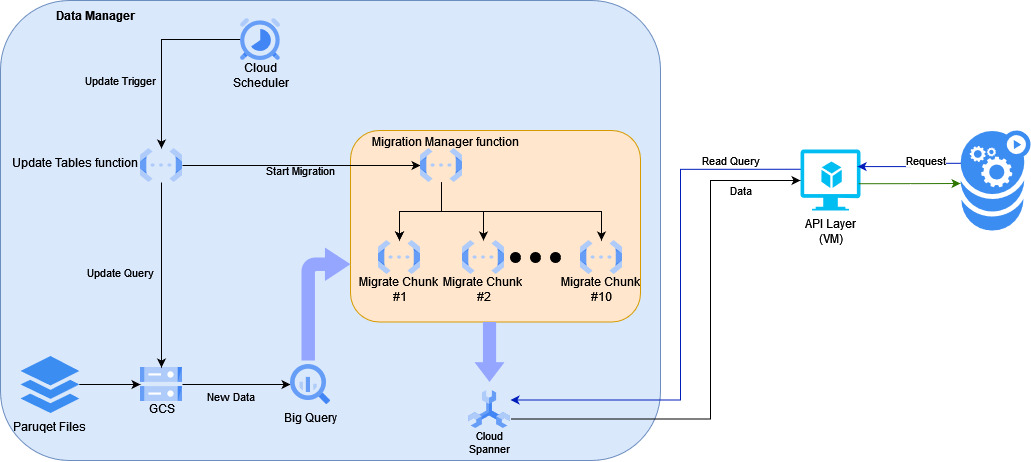 Data Manager
Cloud
Scheduler
Update Trigger
Migration Manager function
Update Tables function
Start Migration
Read Query
Data
Request
API Layer
(VM)
Update Query
Migrate Chunk
#1
Migrate Chunk
#2
Migrate Chunk
#10
Paruqet Files
GCS
New Data
Big Query
Cloud
Spanner